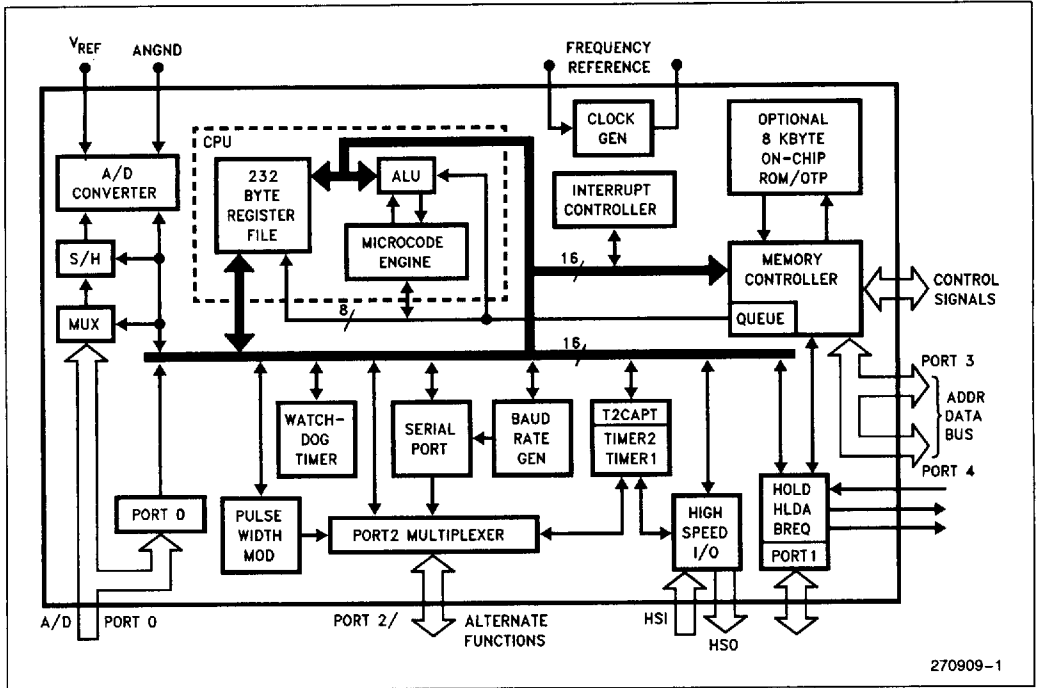 VREF
ANGND
FREQUENCY
REFERENCE
CPU
A/D
CONVERTER
S/H
MUX
232
BYTE
REGISTER
FILE
ALU
MICROCODE
ENGINE
CLOCK
GEN
INTERRUPT
CONTROLLER
OPTIONAL
8 KBYTE
ON-CHIP
ROM/OTP
16
MEMORY
CONTROLLER
QUEUE
CONTROL
SIGNALS
8
16
PORT 3
ADDR
DATA
BUS
PORT 4
WATCH-
DOG
TIMER
SERIAL
PORT
BAUD
RATE
GEN
T2CAPT
TIMER2
TIMER1
PORT 0
PULSE
WIDTH
MOD
PORT2 MULTIPLEXER
HIGH
SPEED
I/O
HOLD
HLDA
BREQ
PORT1
A/D
PORT 0
PORT 2/
ALTERNATE
FUNCTIONS
HSI
HSO
270909-1